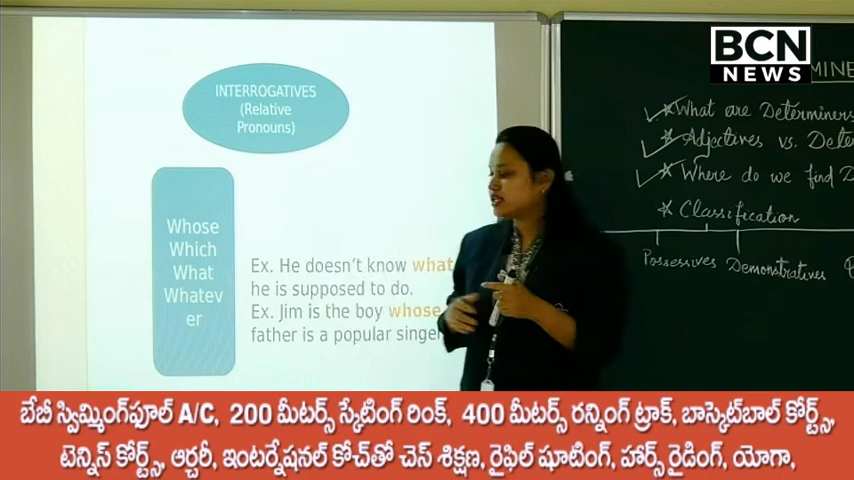 BCN
NEWS
INTERROGATIVES
(Relative
Pronouns)
Whose
Which
What
Whatev
er
Ex. He doesn't know what
he is supposed to do.
Ex. Jim is the boy whose
father is a popular singer
MINE
What are Determiners
Adjectives vs. Dete
Where do we find D
Classification
Possessives Demonstratives
బేబీ స్విమ్మింగ్‌పూల్ A/C, 200 మీటర్స్ స్కేటింగ్ రింక్, 400 మీటర్స్ రన్నింగ్ ట్రాక్, బాస్కెట్‌బాల్ కోర్ట్స్,
టెన్నిస్ కోర్ట్స్, ఆర్చరీ, ఇంటర్నేషనల్ కోచ్‌తో చెస్ శిక్షణ, రైఫిల్ షూటింగ్, హార్స్ రైడింగ్, యోగా,